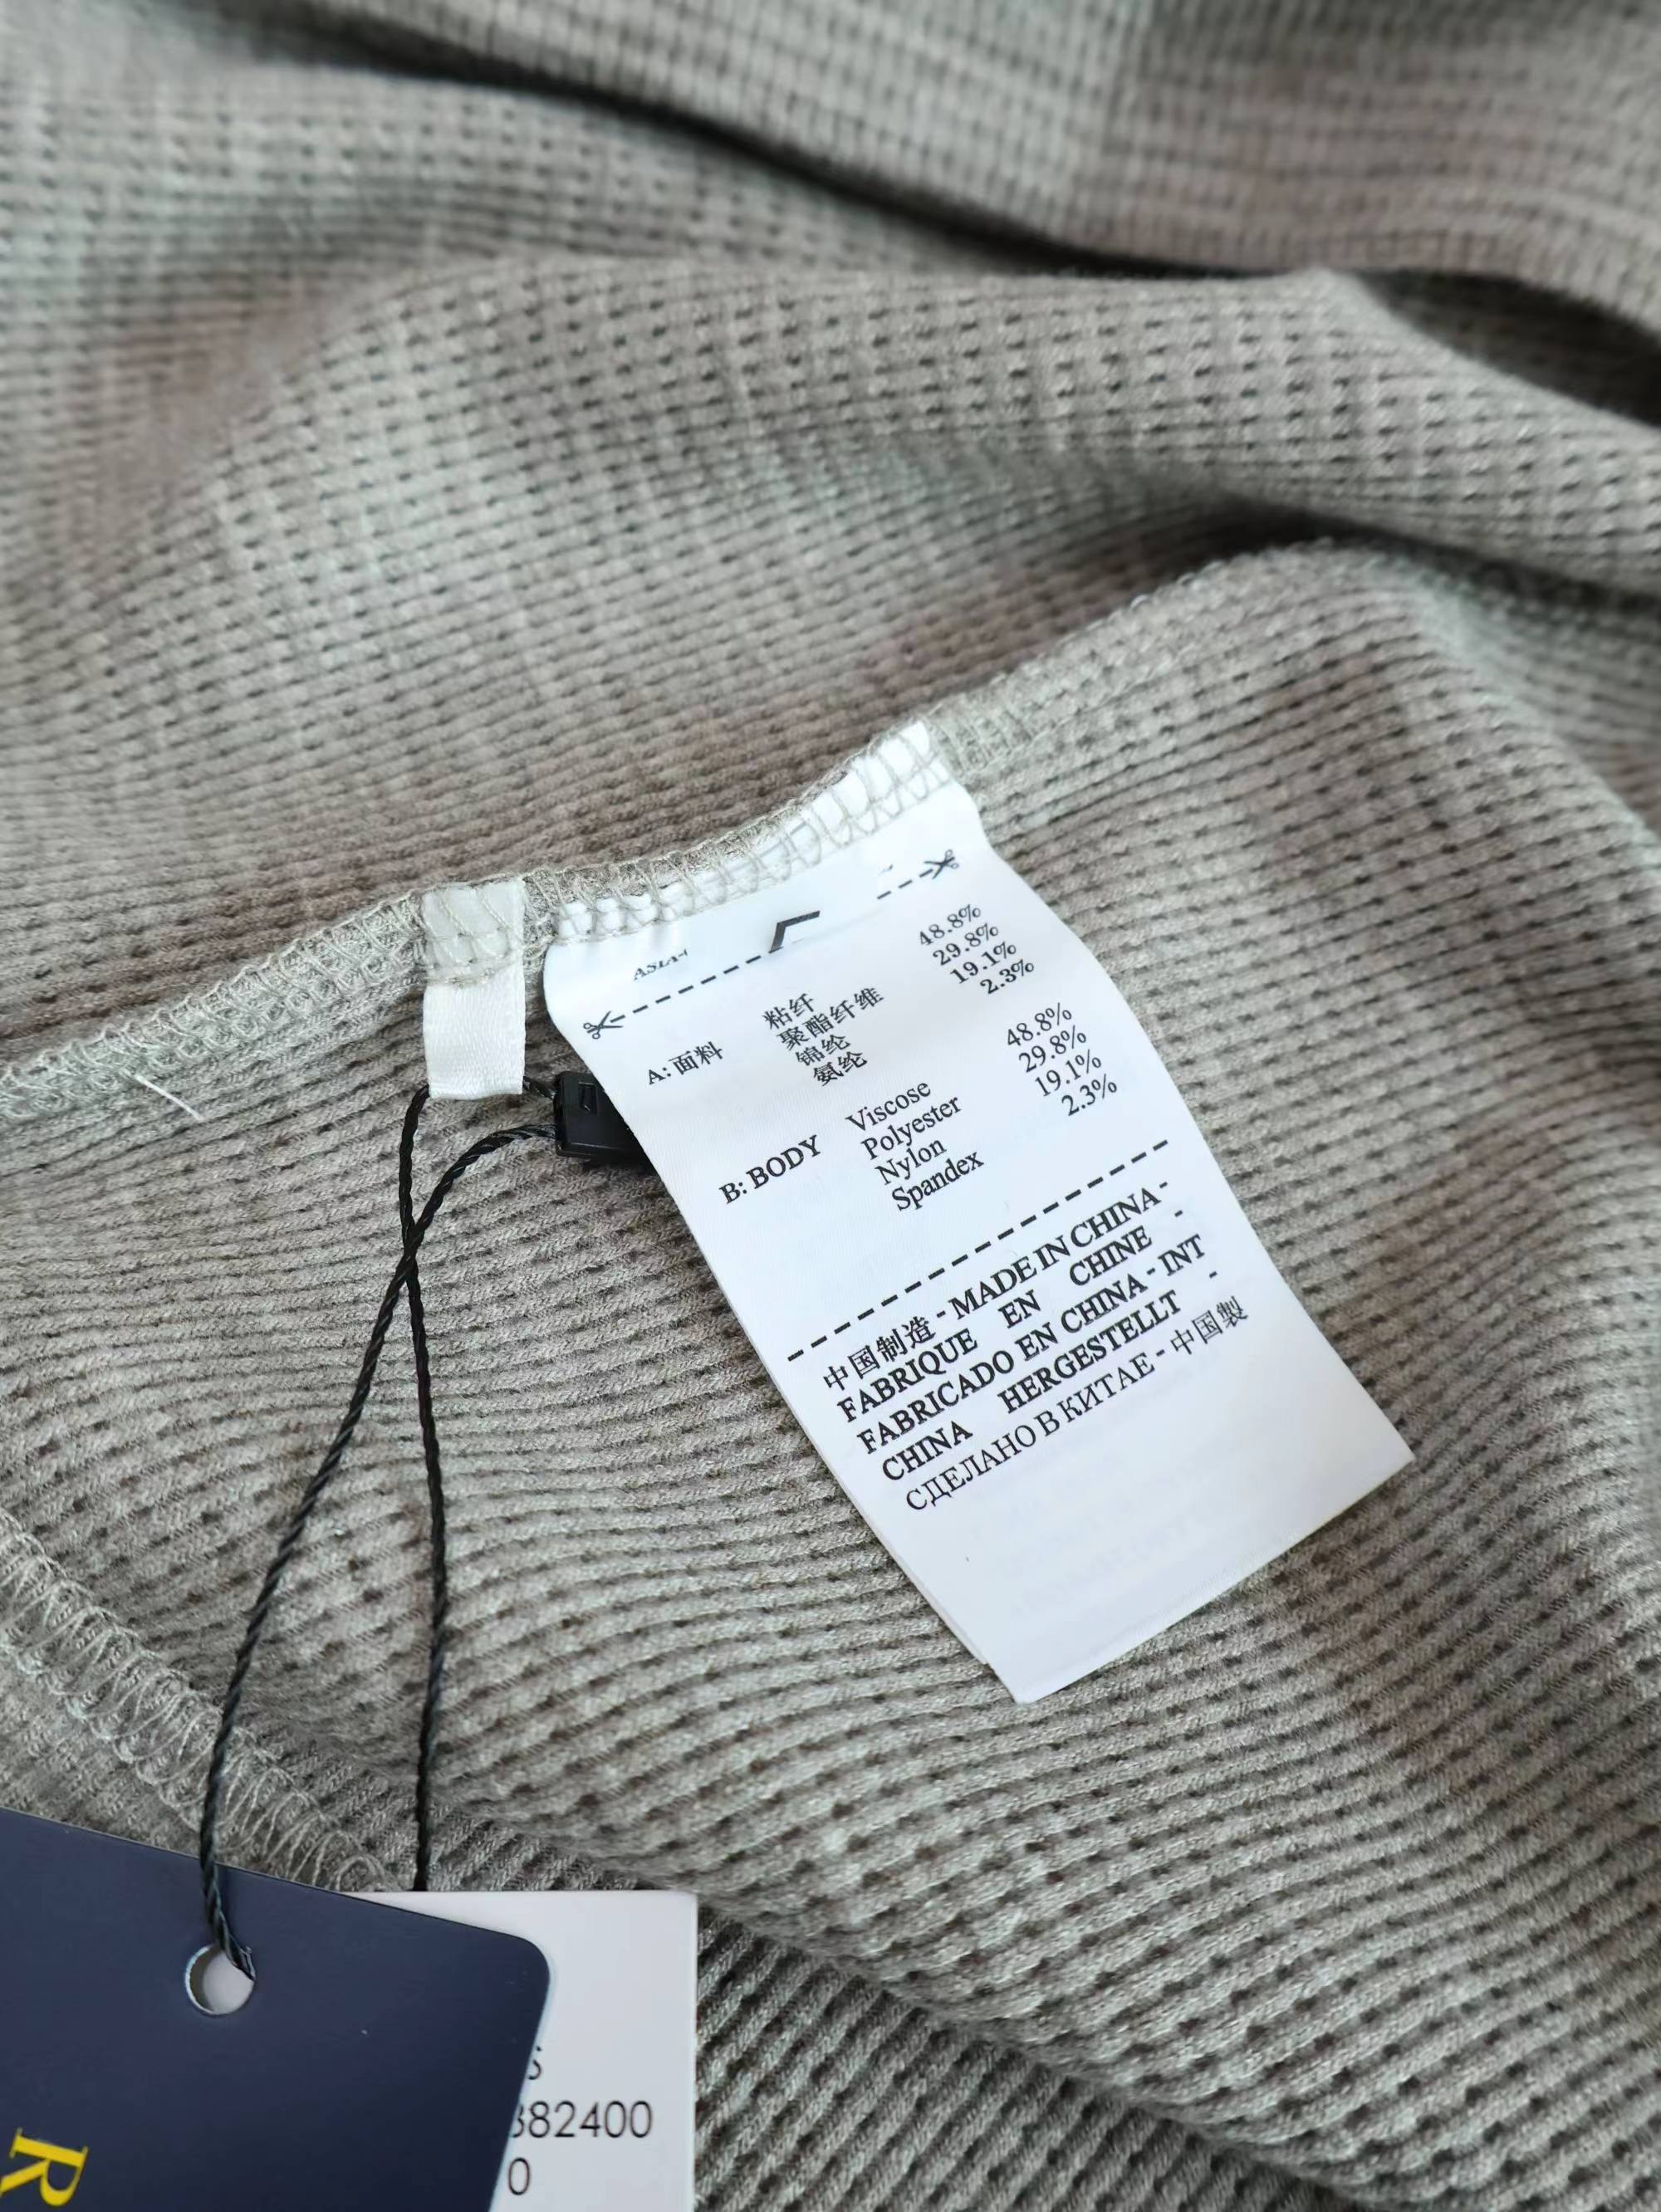 A: 面料 粘纤 48.8%
聚酯纤维 29.8%
锦纶 19.1%
氨纶 2.3%
B: BODY Viscose 48.8%
Polyester 29.8%
Nylon 19.1%
Spandex 2.3%
中国制造 - MADE IN CHINA -
FABRIQUE EN CHINE -
FABRICADO EN CHINA - INT
CHINA HERGESTELLT -
СДЕЛАНО В КИТАЕ - 中国製
S
82400
0
R